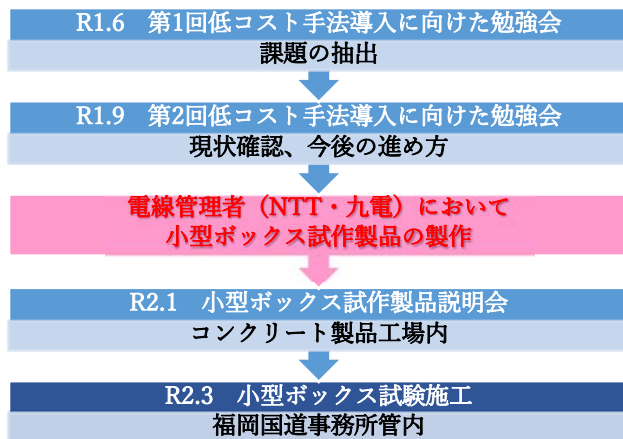 R1.6　第1回低コスト手法導入に向けた勉強会
課題の抽出
R1.9　第2回低コスト手法導入に向けた勉強会
現状確認、今後の進め方
電線管理者（NTT・九電）において
小型ボックス試作製品の製作
R2.1　小型ボックス試作製品説明会
コンクリート製品工場内
R2.3　小型ボックス試験施工
福岡国道事務所管内